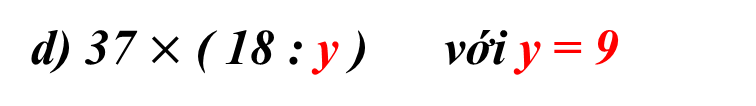 d) 37 × ( 18 : y ) với y = 9